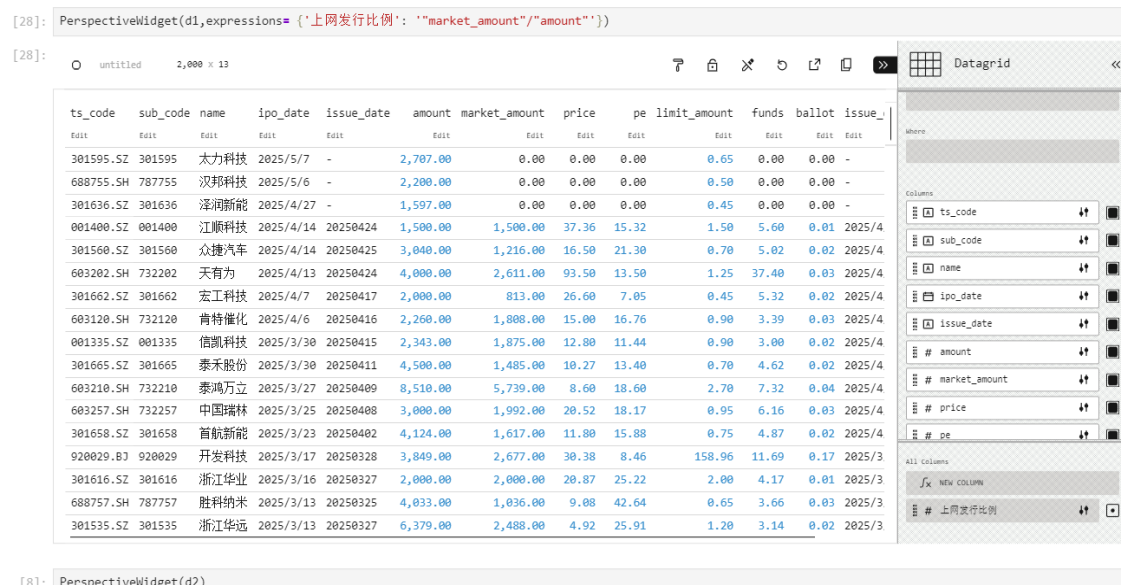 [28]: PerspectiveWidget(d1,expressions= {'上网发行比例': '"market_amount"/"amount"'})
[28]:
untitled 2,000 x 13
Datagrid
ts_code sub_code name ipo_date issue_date amount market_amount price pe limit_amount funds ballot issue_
Edit Edit Edit Edit Edit Edit Edit Edit Edit Edit Edit Edit Edit
301595.SZ 301595 太力科技 2025/5/7 - 2,707.00 0.00 0.00 0.00 0.65 0.00 0.00 -
688755.SH 787755 汉邦科技 2025/5/6 - 2,200.00 0.00 0.00 0.00 0.50 0.00 0.00 -
301636.SZ 301636 泽润新能 2025/4/27 - 1,597.00 0.00 0.00 0.00 0.45 0.00 0.00 -
001400.SZ 001400 江顺科技 2025/4/14 20250424 1,500.00 1,500.00 37.36 15.32 1.50 5.60 0.01 2025/4
301560.SZ 301560 众捷汽车 2025/4/14 20250425 3,040.00 1,216.00 16.50 21.30 0.70 5.02 0.02 2025/4
603202.SH 732202 天有为 2025/4/13 20250424 4,000.00 2,611.00 93.50 13.50 1.25 37.40 0.03 2025/4
301662.SZ 301662 宏工科技 2025/4/7 20250417 2,000.00 813.00 26.60 7.05 0.45 5.32 0.02 2025/4
603120.SH 732120 肯特催化 2025/4/6 20250416 2,260.00 1,808.00 15.00 16.76 0.90 3.39 0.03 2025/4
001335.SZ 001335 信凯科技 2025/3/30 20250415 2,343.00 1,875.00 12.80 11.44 0.90 3.00 0.02 2025/4
301665.SZ 301665 泰禾股份 2025/3/30 20250411 4,500.00 1,485.00 10.27 13.40 0.70 4.62 0.02 2025/4
603210.SH 732210 泰鸿万立 2025/3/27 20250409 8,510.00 5,739.00 8.60 18.60 2.70 7.32 0.04 2025/4
603257.SH 732257 中国瑞林 2025/3/25 20250408 3,000.00 1,992.00 20.52 18.17 0.95 6.16 0.03 2025/4
301658.SZ 301658 首航新能 2025/3/23 20250402 4,124.00 1,617.00 11.80 15.88 0.75 4.87 0.02 2025/4
920029.BJ 920029 开发科技 2025/3/17 20250328 3,849.00 2,677.00 30.38 8.46 158.96 11.69 0.17 2025/3
301616.SZ 301616 浙江华业 2025/3/16 20250327 2,000.00 2,000.00 20.87 25.22 2.00 4.17 0.01 2025/3
688757.SH 787757 胜科纳米 2025/3/13 20250325 4,033.00 1,036.00 9.08 42.64 0.65 3.66 0.03 2025/3
301535.SZ 301535 浙江华远 2025/3/13 20250327 6,379.00 2,488.00 4.92 25.91 1.20 3.14 0.02 2025/3
Where
Columns
ts_code
sub_code
name
ipo_date
issue_date
# amount
# market_amount
# price
# pe
All Columns
NEW COLUMN
# 上网发行比例
[8]: PerspectiveWidget(d2)